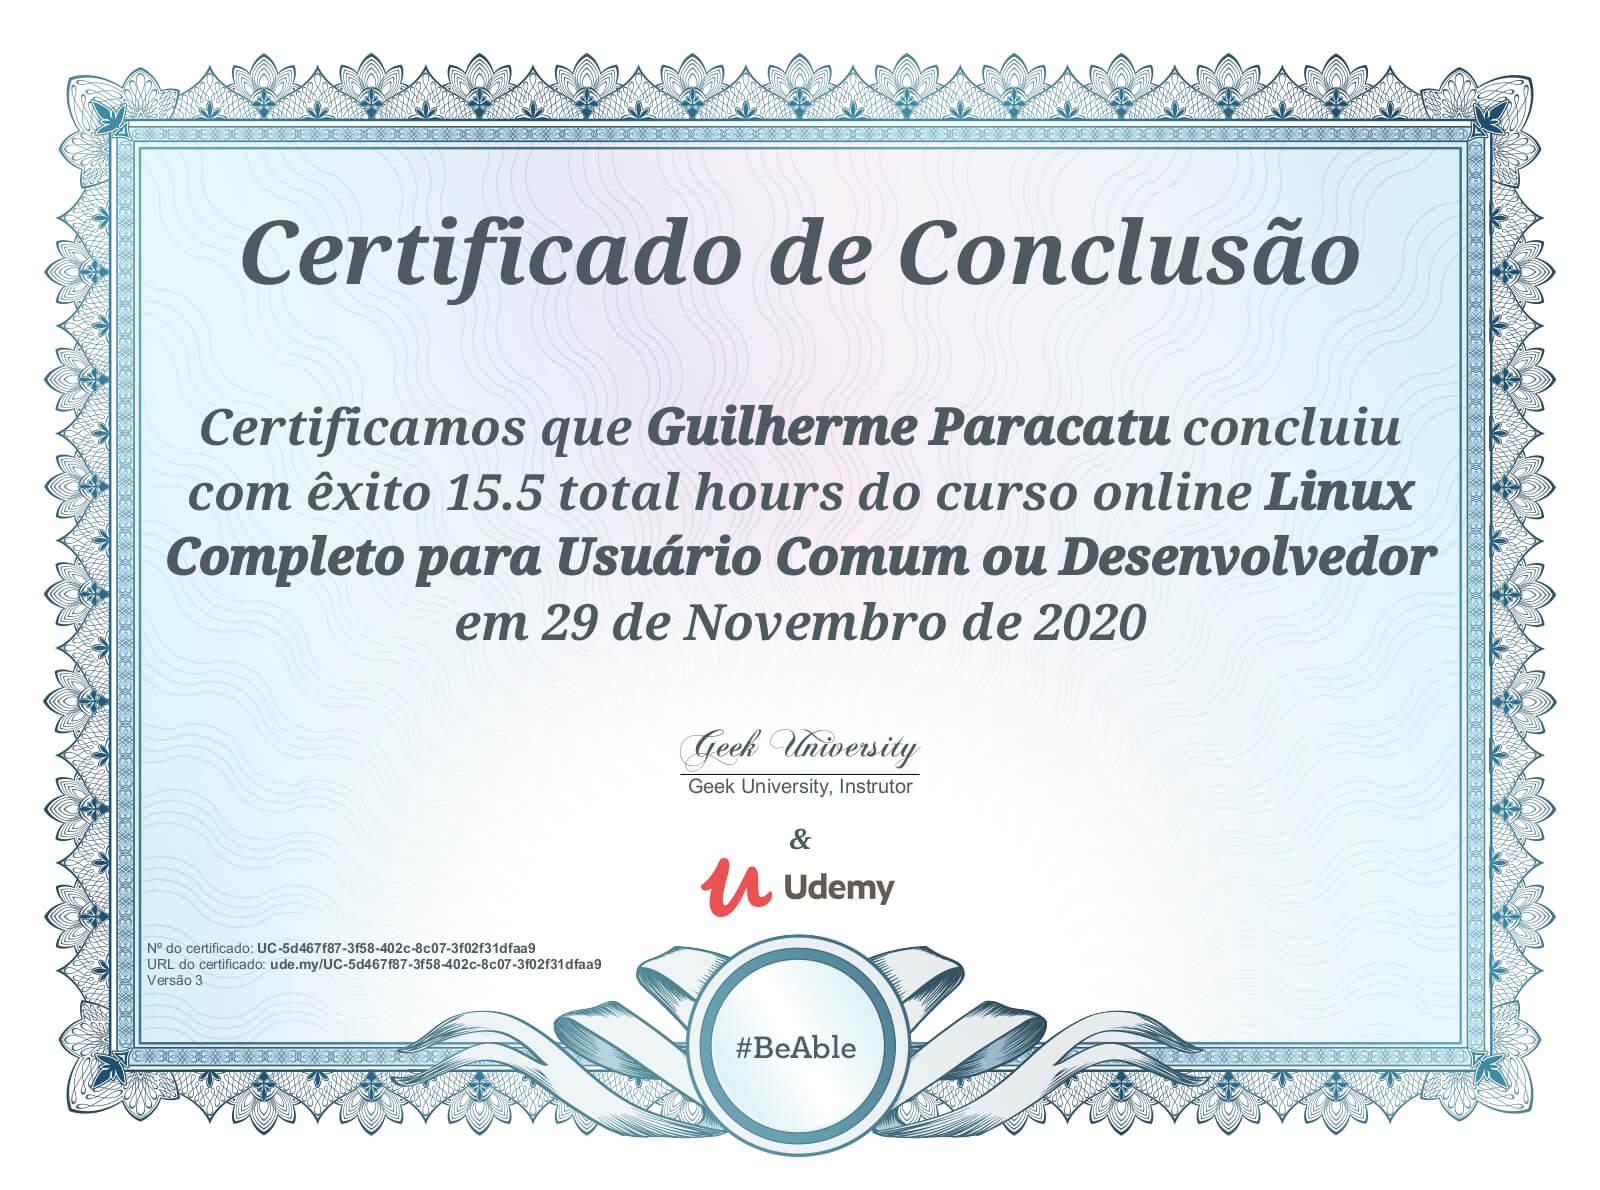 Certificado de Conclusão
Certificamos que Guilherme Paracatu concluiu
com êxito 15.5 total hours do curso online Linux
Completo para Usuário Comum ou Desenvolvedor
em 29 de Novembro de 2020
Geek University
Geek University, Instrutor
&
Udemy
Nº do certificado: UC-5d467f87-3f58-402c-8c07-3f02f31dfaa9
URL do certificado: ude.my/UC-5d467f87-3f58-402c-8c07-3f02f31dfaa9
Versão 3
#BeAble